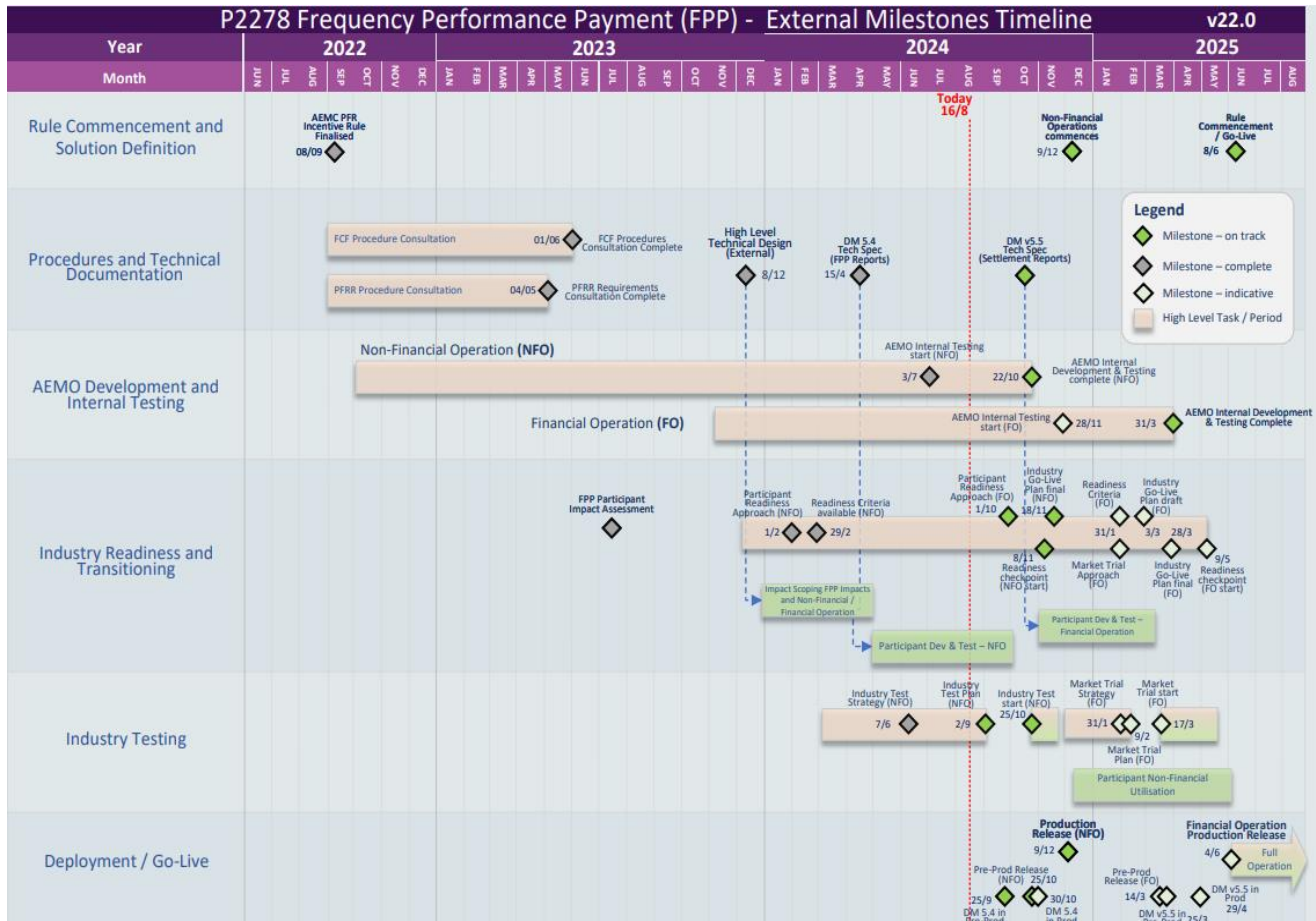 P2278 Frequency Performance Payment (FPP) - External Milestones Timeline v22.0
Year 2022 2023 2024 2025
Month JUN JUL AUG SEP OCT NOV DEC JAN FEB MAR APR MAY JUN JUL AUG SEP OCT NOV DEC JAN FEB MAR APR MAY JUN JUL AUG SEP OCT NOV DEC JAN FEB MAR APR MAY JUN JUL AUG
Today
16/8
Rule Commencement and
Solution Definition
AEMC PFR
Incentive Rule
Finalised
08/09
Non-Financial
Operations
commences
9/12
Rule
Commencement
/ Go-Live
8/6
Legend
Milestone – on track
Milestone – complete
Milestone – indicative
High Level Task / Period
Procedures and Technical
Documentation
FCF Procedure Consultation
01/06
FCF Procedures
Consultation Complete
PFRR Procedure Consultation
04/05
PFRR Requirements
Consultation Complete
High Level
Technical Design
(External)
8/12
DM 5.4
Tech Spec
(FPP Reports)
15/4
DM v5.5
Tech Spec
(Settlement Reports)
AEMO Development and
Internal Testing
Non-Financial Operation (NFO)
AEMO Internal Testing
start (NFO)
3/7
22/10
AEMO Internal
Development & Testing
complete (NFO)
Financial Operation (FO)
AEMO Internal Testing
start (FO)
28/11
31/3
AEMO Internal Development
& Testing Complete
Industry Readiness and
Transitioning
FPP Participant
Impact Assessment
Participant
Readiness
Approach (NFO)
1/2
Readiness Criteria
available (NFO)
29/2
Participant
Readiness
Approach (FO)
1/10
Industry
Go-Live
Plan final
(NFO)
18/11
Readiness
Criteria
(FO)
31/1
Industry
Go-Live
Plan draft
(FO)
3/3
28/3
8/11
Readiness
checkpoint
(NFO start)
Market Trial
Approach
(FO)
Industry
Go-Live
Plan final
(FO)
9/5
Readiness
checkpoint
(FO start)
Impact Scoping FPP Impacts
and Non-Financial /
Financial Operation
Participant Dev & Test – NFO
Participant Dev & Test –
Financial Operation
Industry Testing
Industry Test
Strategy (NFO)
7/6
Industry
Test Plan
(NFO)
2/9
Industry Test
start (NFO)
25/10
Market Trial
Strategy
(FO)
31/1
9/2
Market Trial
Plan (FO)
Market
Trial start
(FO)
17/3
Participant Non-Financial
Utilisation
Deployment / Go-Live
Production
Release (NFO)
9/12
Financial Operation
Production Release
4/6
Full
Operation
Pre-Prod Release
(NFO)
25/10
25/9
DM 5.4 in
30/10
DM 5.4
in Prod
Pre-Prod
Release (FO)
14/3
DM v5.5 in
25/3
DM v5.5 in
Prod
29/4